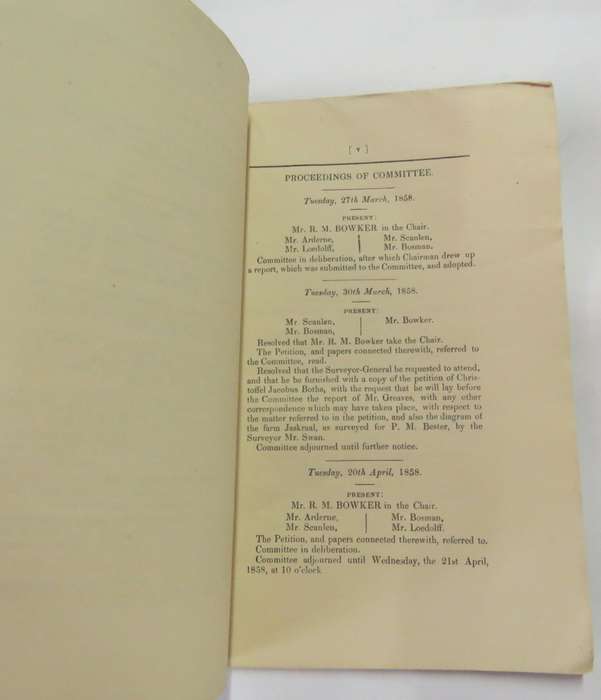 [ v ]
PROCEEDINGS OF COMMITTEE.
Tuesday, 27th March, 1858.
PRESENT:
Mr. R. M. BOWKER in the Chair.
Mr. Arderne, Mr. Scanlen,
Mr. Loedolff, Mr. Bosman.
Committee in deliberation, after which Chairman drew up
a report, which was submitted to the Committee, and adopted.
Tuesday, 30th March, 1858.
PRESENT:
Mr. Scanlen, Mr. Bowker.
Mr. Bosman,
Resolved that Mr. R. M. Bowker take the Chair.
The Petition, and papers connected therewith, referred to
the Committee, read.
Resolved that the Surveyor-General be requested to attend,
and that he be furnished with a copy of the petition of Chris-
toffel Jacobus Botha, with the request that he will lay before
the Committee the report of Mr. Greaves, with any other
correspondence which may have taken place, with respect to
the matter referred to in the petition, and also the diagram of
the farm Jaskraal, as surveyed for P. M. Bester, by the
Surveyor Mr. Swan.
Committee adjourned until further notice.
Tuesday, 20th April, 1858.
PRESENT:
Mr. R. M. BOWKER in the Chair.
Mr. Arderne, Mr. Bosman,
Mr. Scanlen, Mr. Loedolff.
The Petition, and papers connected therewith, referred to.
Committee in deliberation.
Committee adjourned until Wednesday, the 21st April,
1858, at 10 o'clock